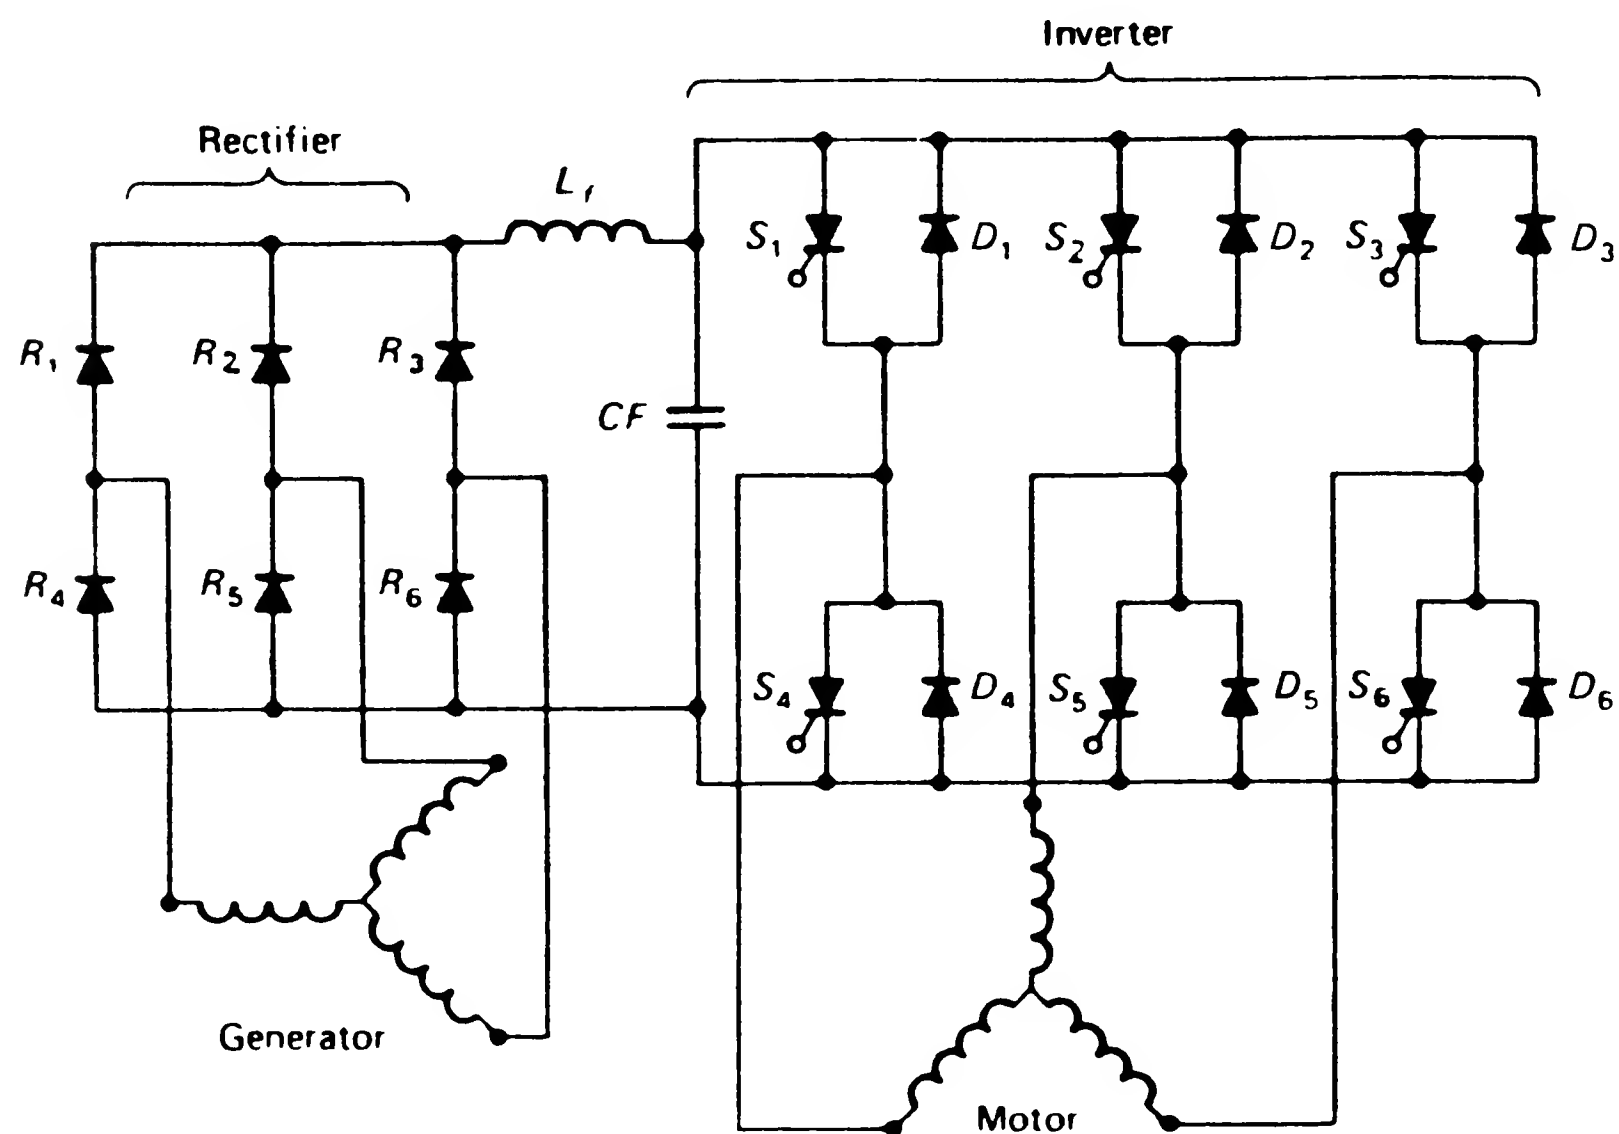 Inverter
Rectifier
L f
S1 D1 S2 D2 S3 D3
R1 R2 R3
CF
R4 R5 R6
S4 D4 S5 D5 S6 D6
Generator
Motor